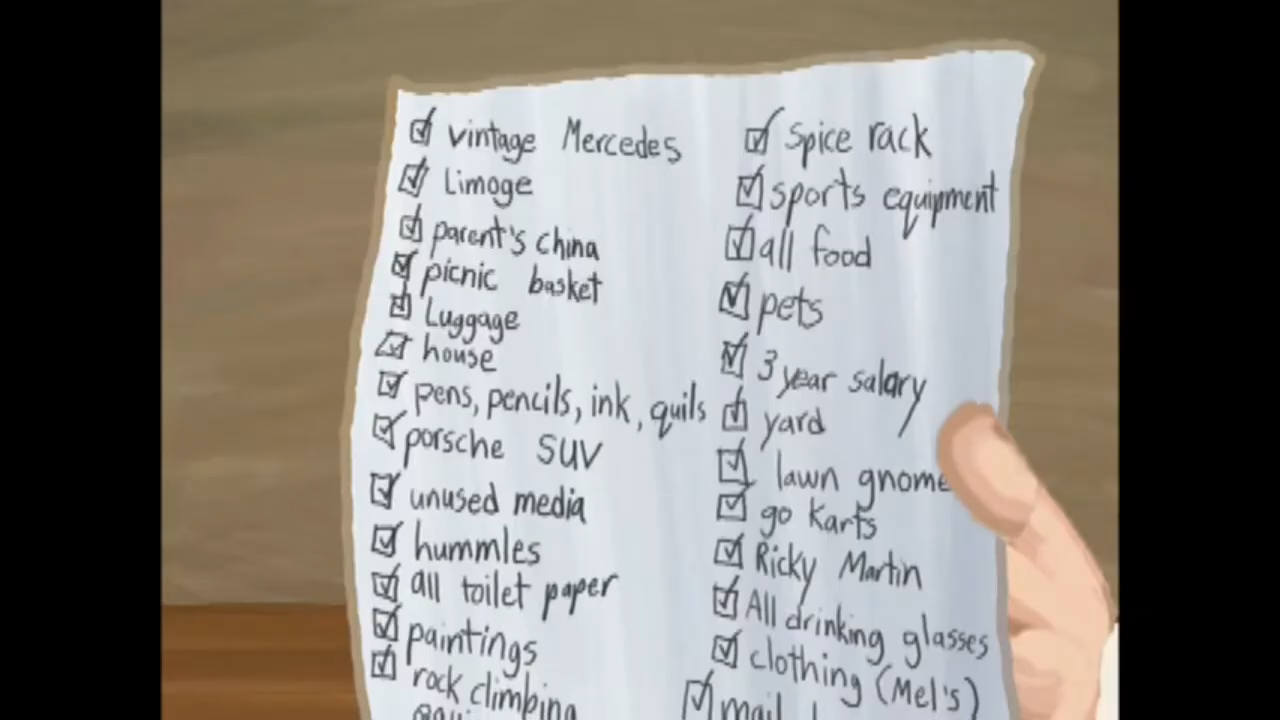 vintage Mercedes
Limoge
parent's china
picnic basket
Luggage
house
pens, pencils, ink, quils
porsche SUV
unused media
hummles
all toilet paper
paintings
rock climbing
spice rack
sports equipment
all food
pets
3 year salary
yard
lawn gnome
go karts
Ricky Martin
All drinking glasses
clothing (Mel's)
mail